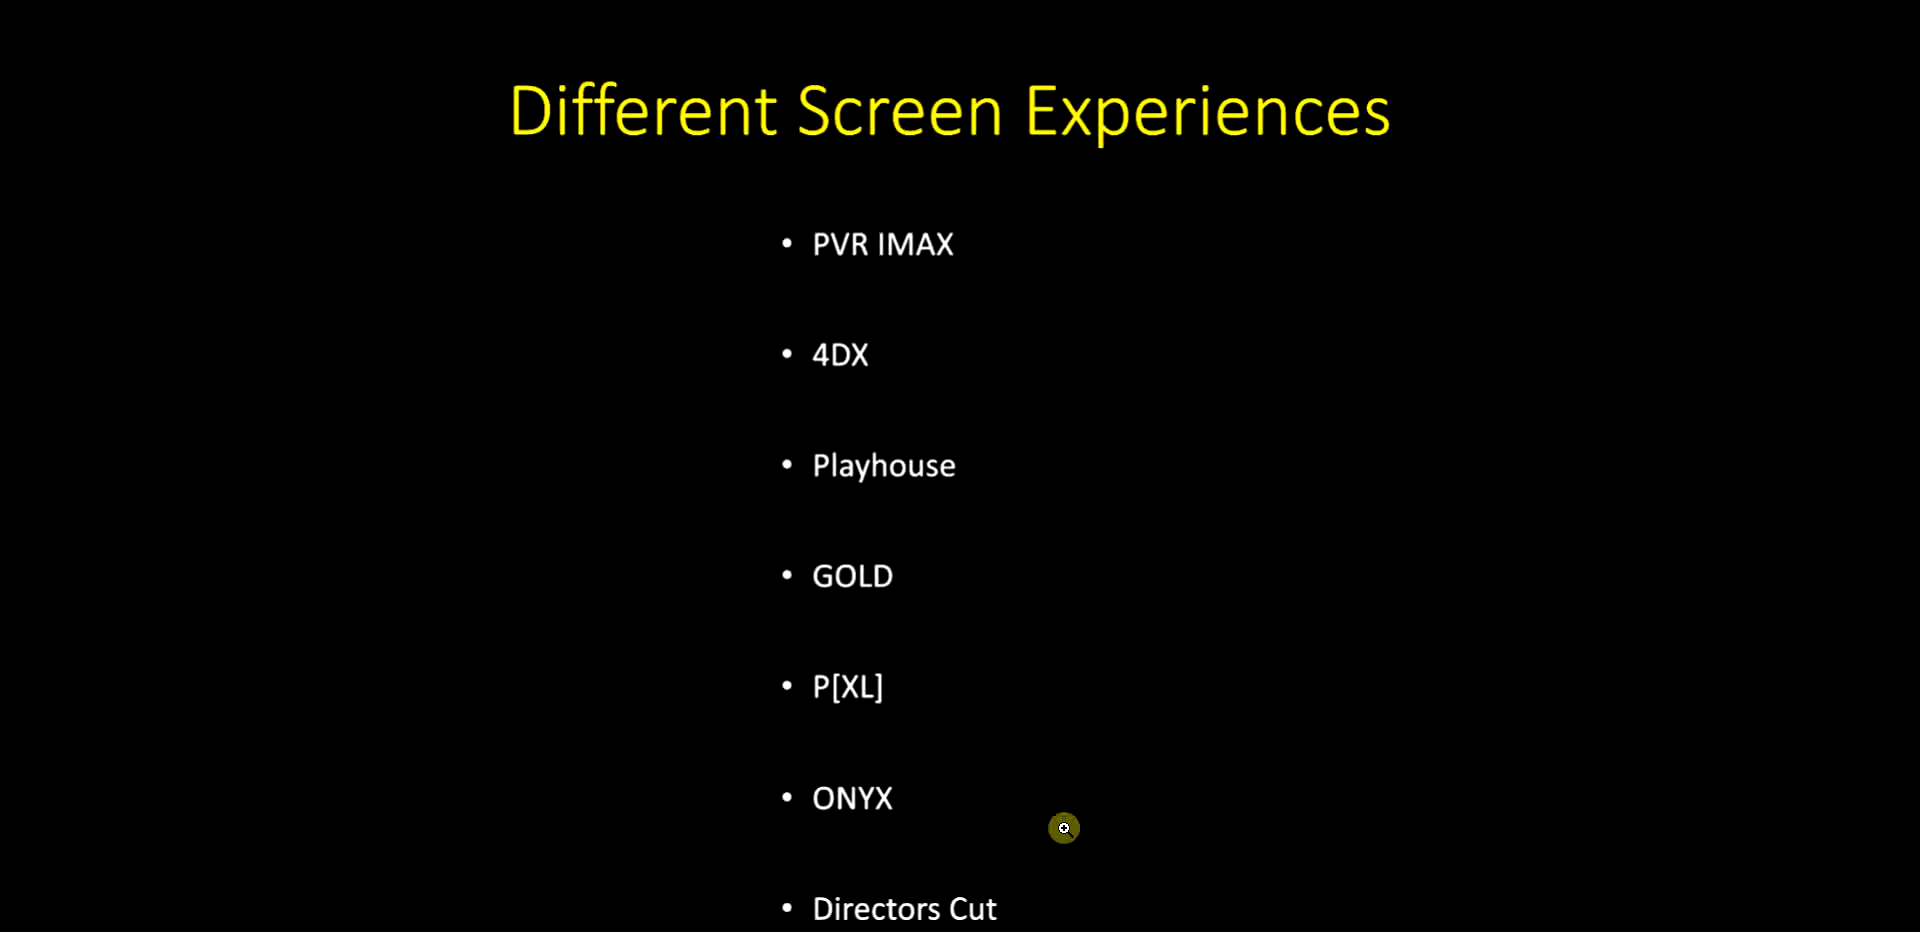 Different Screen Experiences
• PVR IMAX
• 4DX
• Playhouse
• GOLD
• P[XL]
• ONYX
• Directors Cut